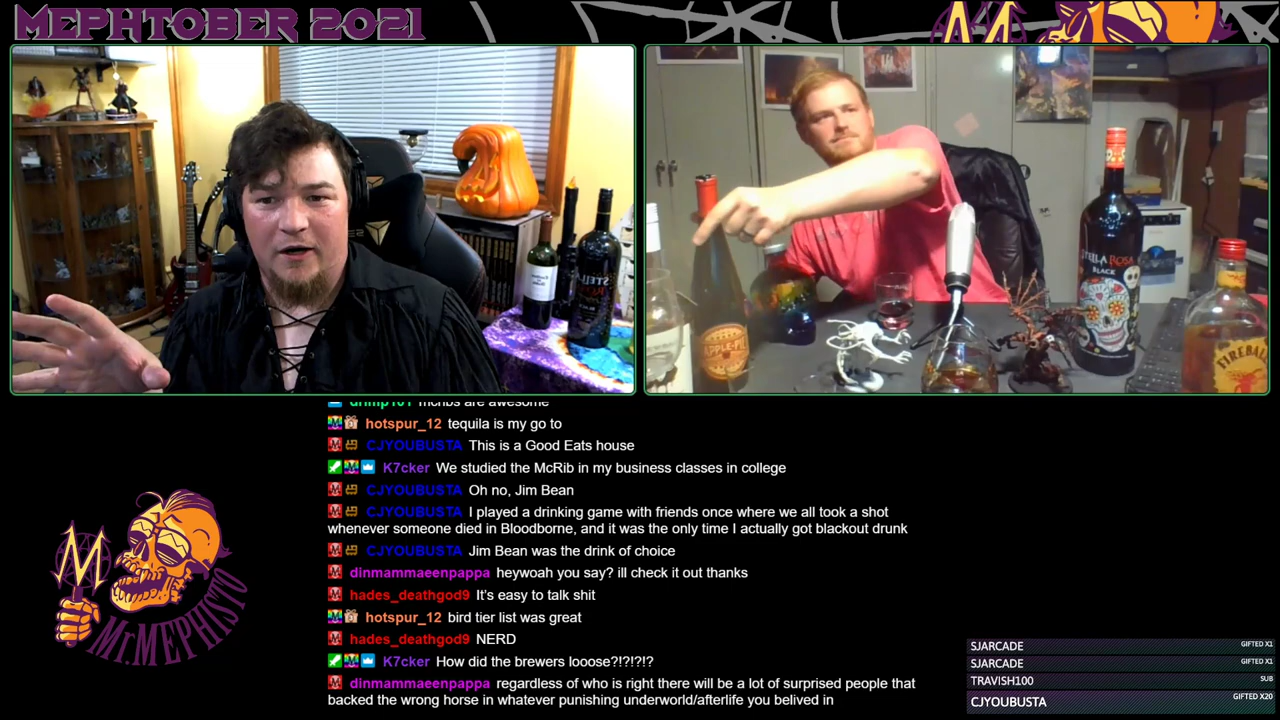 MEPHTOBER 2021
STELLA ROSA
BLACK
APPLE-PIE
FIREBALL
mcribs are awesome
hotspur_12 tequila is my go to
CJYOUBUSTA This is a Good Eats house
K7cker We studied the McRib in my business classes in college
CJYOUBUSTA Oh no, Jim Bean
CJYOUBUSTA I played a drinking game with friends once where we all took a shot
whenever someone died in Bloodborne, and it was the only time I actually got blackout drunk
CJYOUBUSTA Jim Bean was the drink of choice
dinmammaeenpappa heywoah you say? ill check it out thanks
hades_deathgod9 It's easy to talk shit
hotspur_12 bird tier list was great
hades_deathgod9 NERD
K7cker How did the brewers looose?!?!?!?
dinmammaeenpappa regardless of who is right there will be a lot of surprised people that
backed the wrong horse in whatever punishing underworld/afterlife you belived in
M
Mr.MEPHISTO
SJARCADE GIFTED X1
SJARCADE GIFTED X1
TRAVISH100 SUB
CJYOUBUSTA GIFTED X20